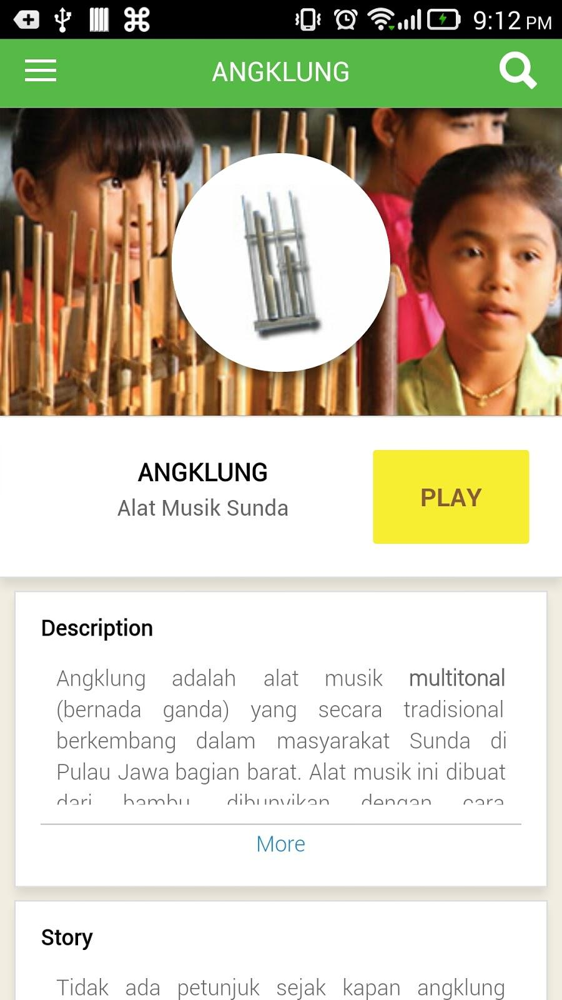 9:12 PM
ANGKLUNG
ANGKLUNG
Alat Musik Sunda
PLAY
Description
Angklung adalah alat musik multitonal
(bernada ganda) yang secara tradisional
berkembang dalam masyarakat Sunda di
Pulau Jawa bagian barat. Alat musik ini dibuat
dari bambu, dibunyikan dengan cara
More
Story
Tidak ada petunjuk sejak kapan angklung